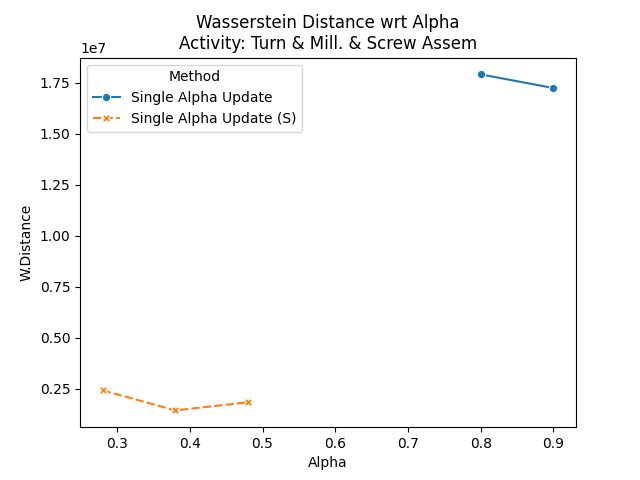 Wasserstein Distance wrt Alpha
Activity: Turn & Mill. & Screw Assem
1e7
Method
Single Alpha Update
Single Alpha Update (S)
1.75
1.50
1.25
1.00
0.75
0.50
0.25
W.Distance
0.3 0.4 0.5 0.6 0.7 0.8 0.9
Alpha